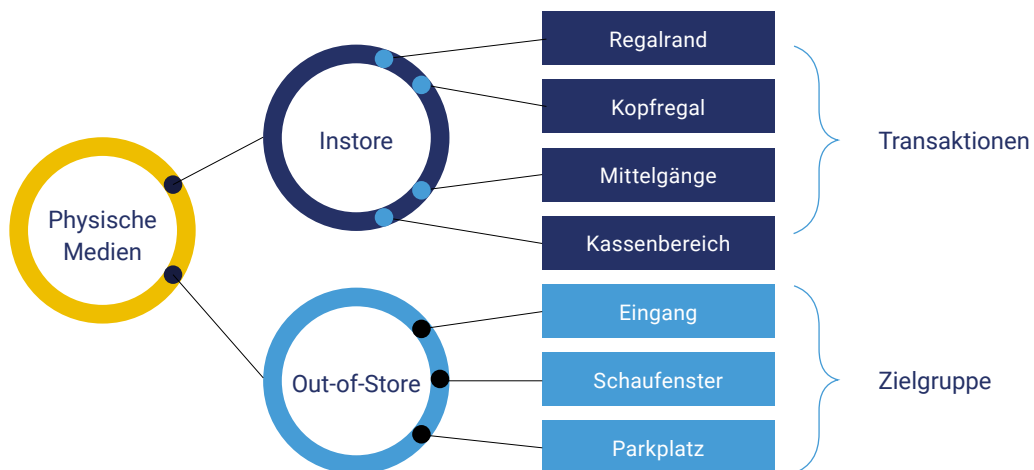 Physische
Medien
Instore
Regalrand
Kopfregal
Mittelgänge
Kassenbereich
Transaktionen
Out-of-Store
Eingang
Schaufenster
Parkplatz
Zielgruppe